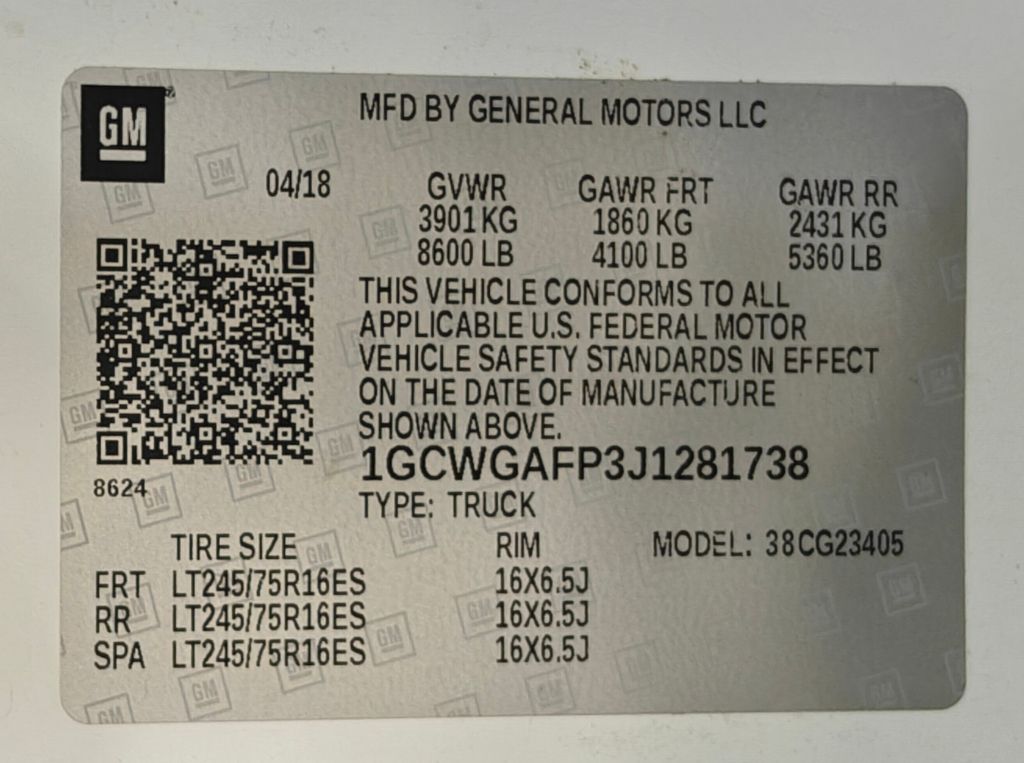 GM
MFD BY GENERAL MOTORS LLC
04/18 GVWR GAWR FRT GAWR RR
3901 KG 1860 KG 2431 KG
8600 LB 4100 LB 5360 LB
THIS VEHICLE CONFORMS TO ALL
APPLICABLE U.S. FEDERAL MOTOR
VEHICLE SAFETY STANDARDS IN EFFECT
ON THE DATE OF MANUFACTURE
SHOWN ABOVE.
1GCWGAFP3J1281738
8624
TYPE: TRUCK
TIRE SIZE RIM MODEL: 38CG23405
FRT LT245/75R16ES 16X6.5J
RR LT245/75R16ES 16X6.5J
SPA LT245/75R16ES 16X6.5J